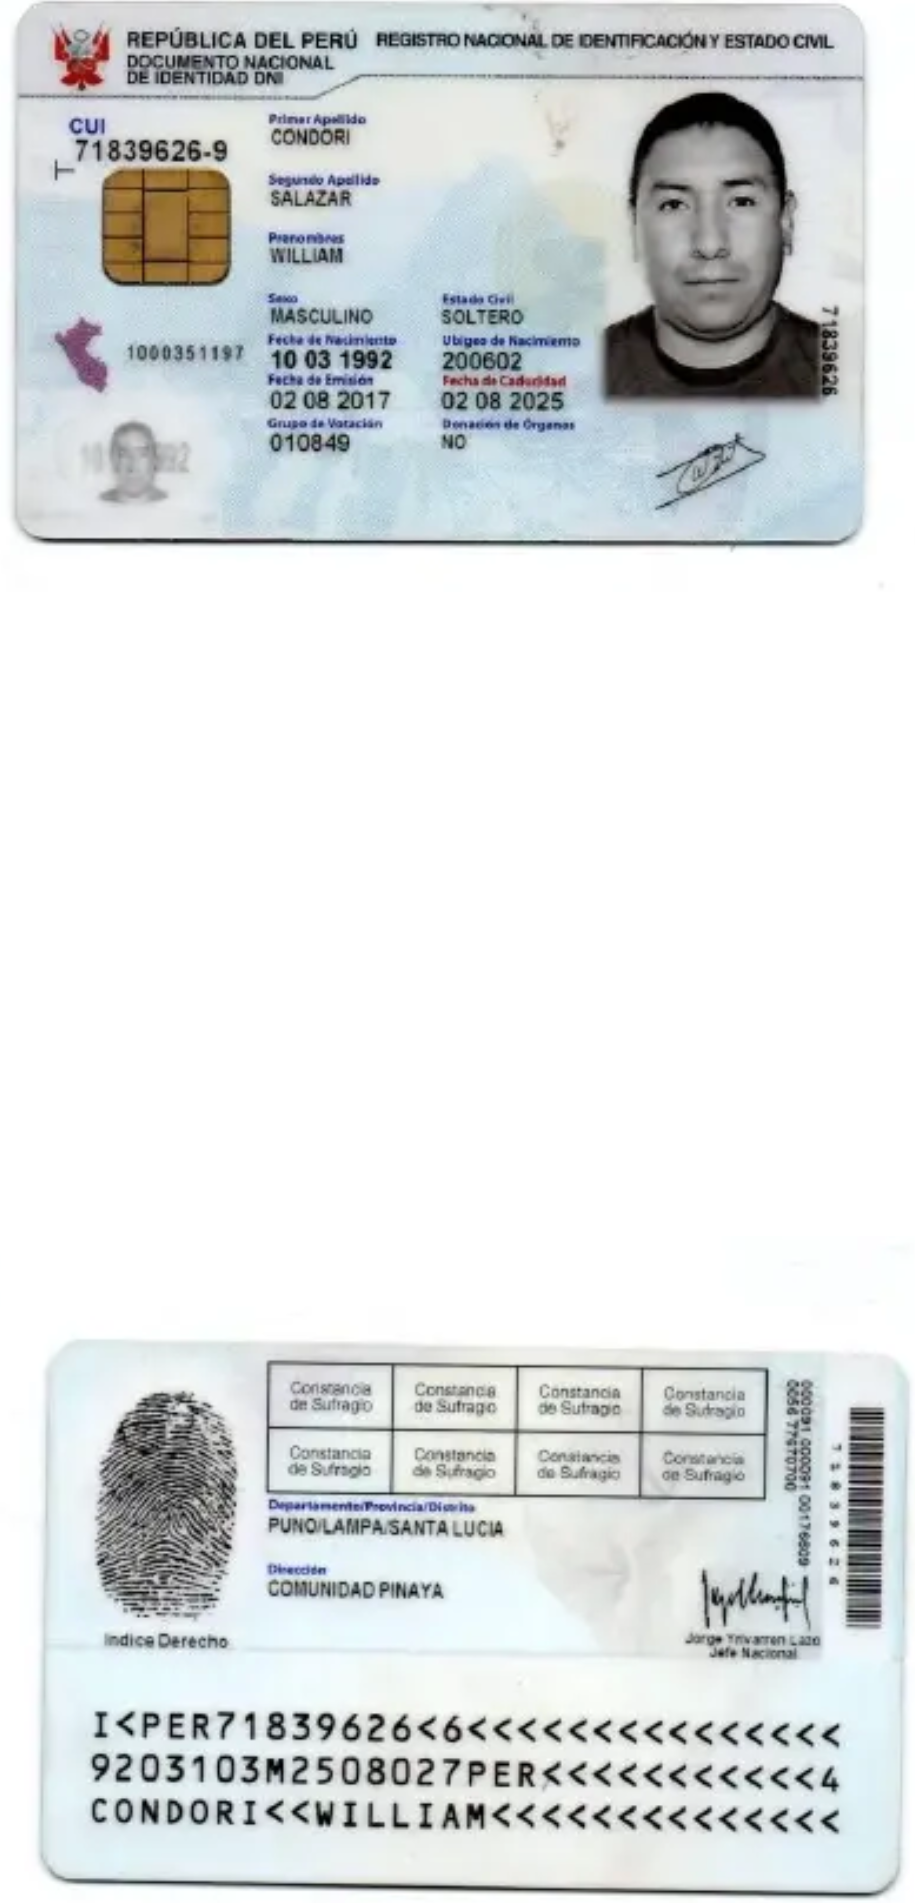 REPÚBLICA DEL PERÚ REGISTRO NACIONAL DE IDENTIFICACIÓN Y ESTADO CIVIL
DOCUMENTO NACIONAL
DE IDENTIDAD DNI
CUI
71839626-9
Primer Apellido
CONDORI
Segundo Apellido
SALAZAR
Prenombres
WILLIAM
Sexo Estado Civil
MASCULINO SOLTERO
Fecha de Nacimiento Ubigeo de Nacimiento
10 03 1992 200602
Fecha de Emisión Fecha de Caducidad
02 08 2017 02 08 2025
Grupo de Votación Donación de Órganos
010849 NO
1000351197
71839626
Constancia de Sufragio Constancia de Sufragio Constancia de Sufragio Constancia de Sufragio
Constancia de Sufragio Constancia de Sufragio Constancia de Sufragio Constancia de Sufragio
Departamento/Provincia/Distrito
PUNO/LAMPA/SANTA LUCIA
Dirección
COMUNIDAD PINAYA
Indice Derecho
71839626
Jorge Yrivarren Lazo
Jefe Nacional
I<PER71839626<6<<<<<<<<<<<<<<<
9203103M2508027PER<<<<<<<<<<<4
CONDORI<<WILLIAM<<<<<<<<<<<<<<